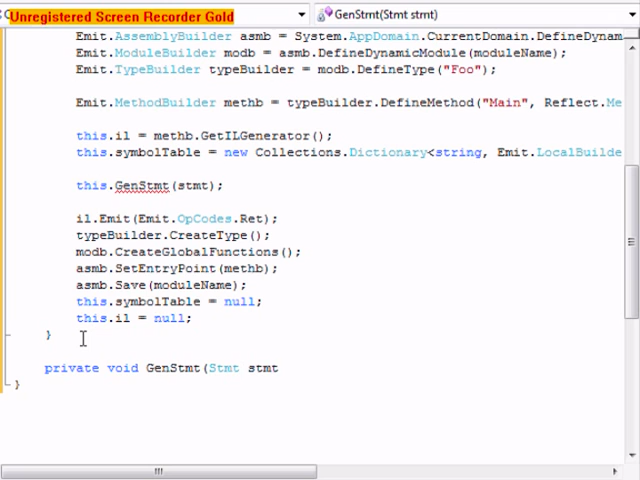 Unregistered Screen Recorder Gold
GenStmt(Stmt stmt)
Emit.AssemblyBuilder asmb = System.AppDomain.CurrentDomain.DefineDynam
Emit.ModuleBuilder modb = asmb.DefineDynamicModule(moduleName);
Emit.TypeBuilder typeBuilder = modb.DefineType("Foo");
Emit.MethodBuilder methb = typeBuilder.DefineMethod("Main", Reflect.Me
this.il = methb.GetILGenerator();
this.symbolTable = new Collections.Dictionary<string, Emit.LocalBuilde
this.GenStmt(stmt);
il.Emit(Emit.OpCodes.Ret);
typeBuilder.CreateType();
modb.CreateGlobalFunctions();
asmb.SetEntryPoint(methb);
asmb.Save(moduleName);
this.symbolTable = null;
this.il = null;
}
private void GenStmt(Stmt stmt
}